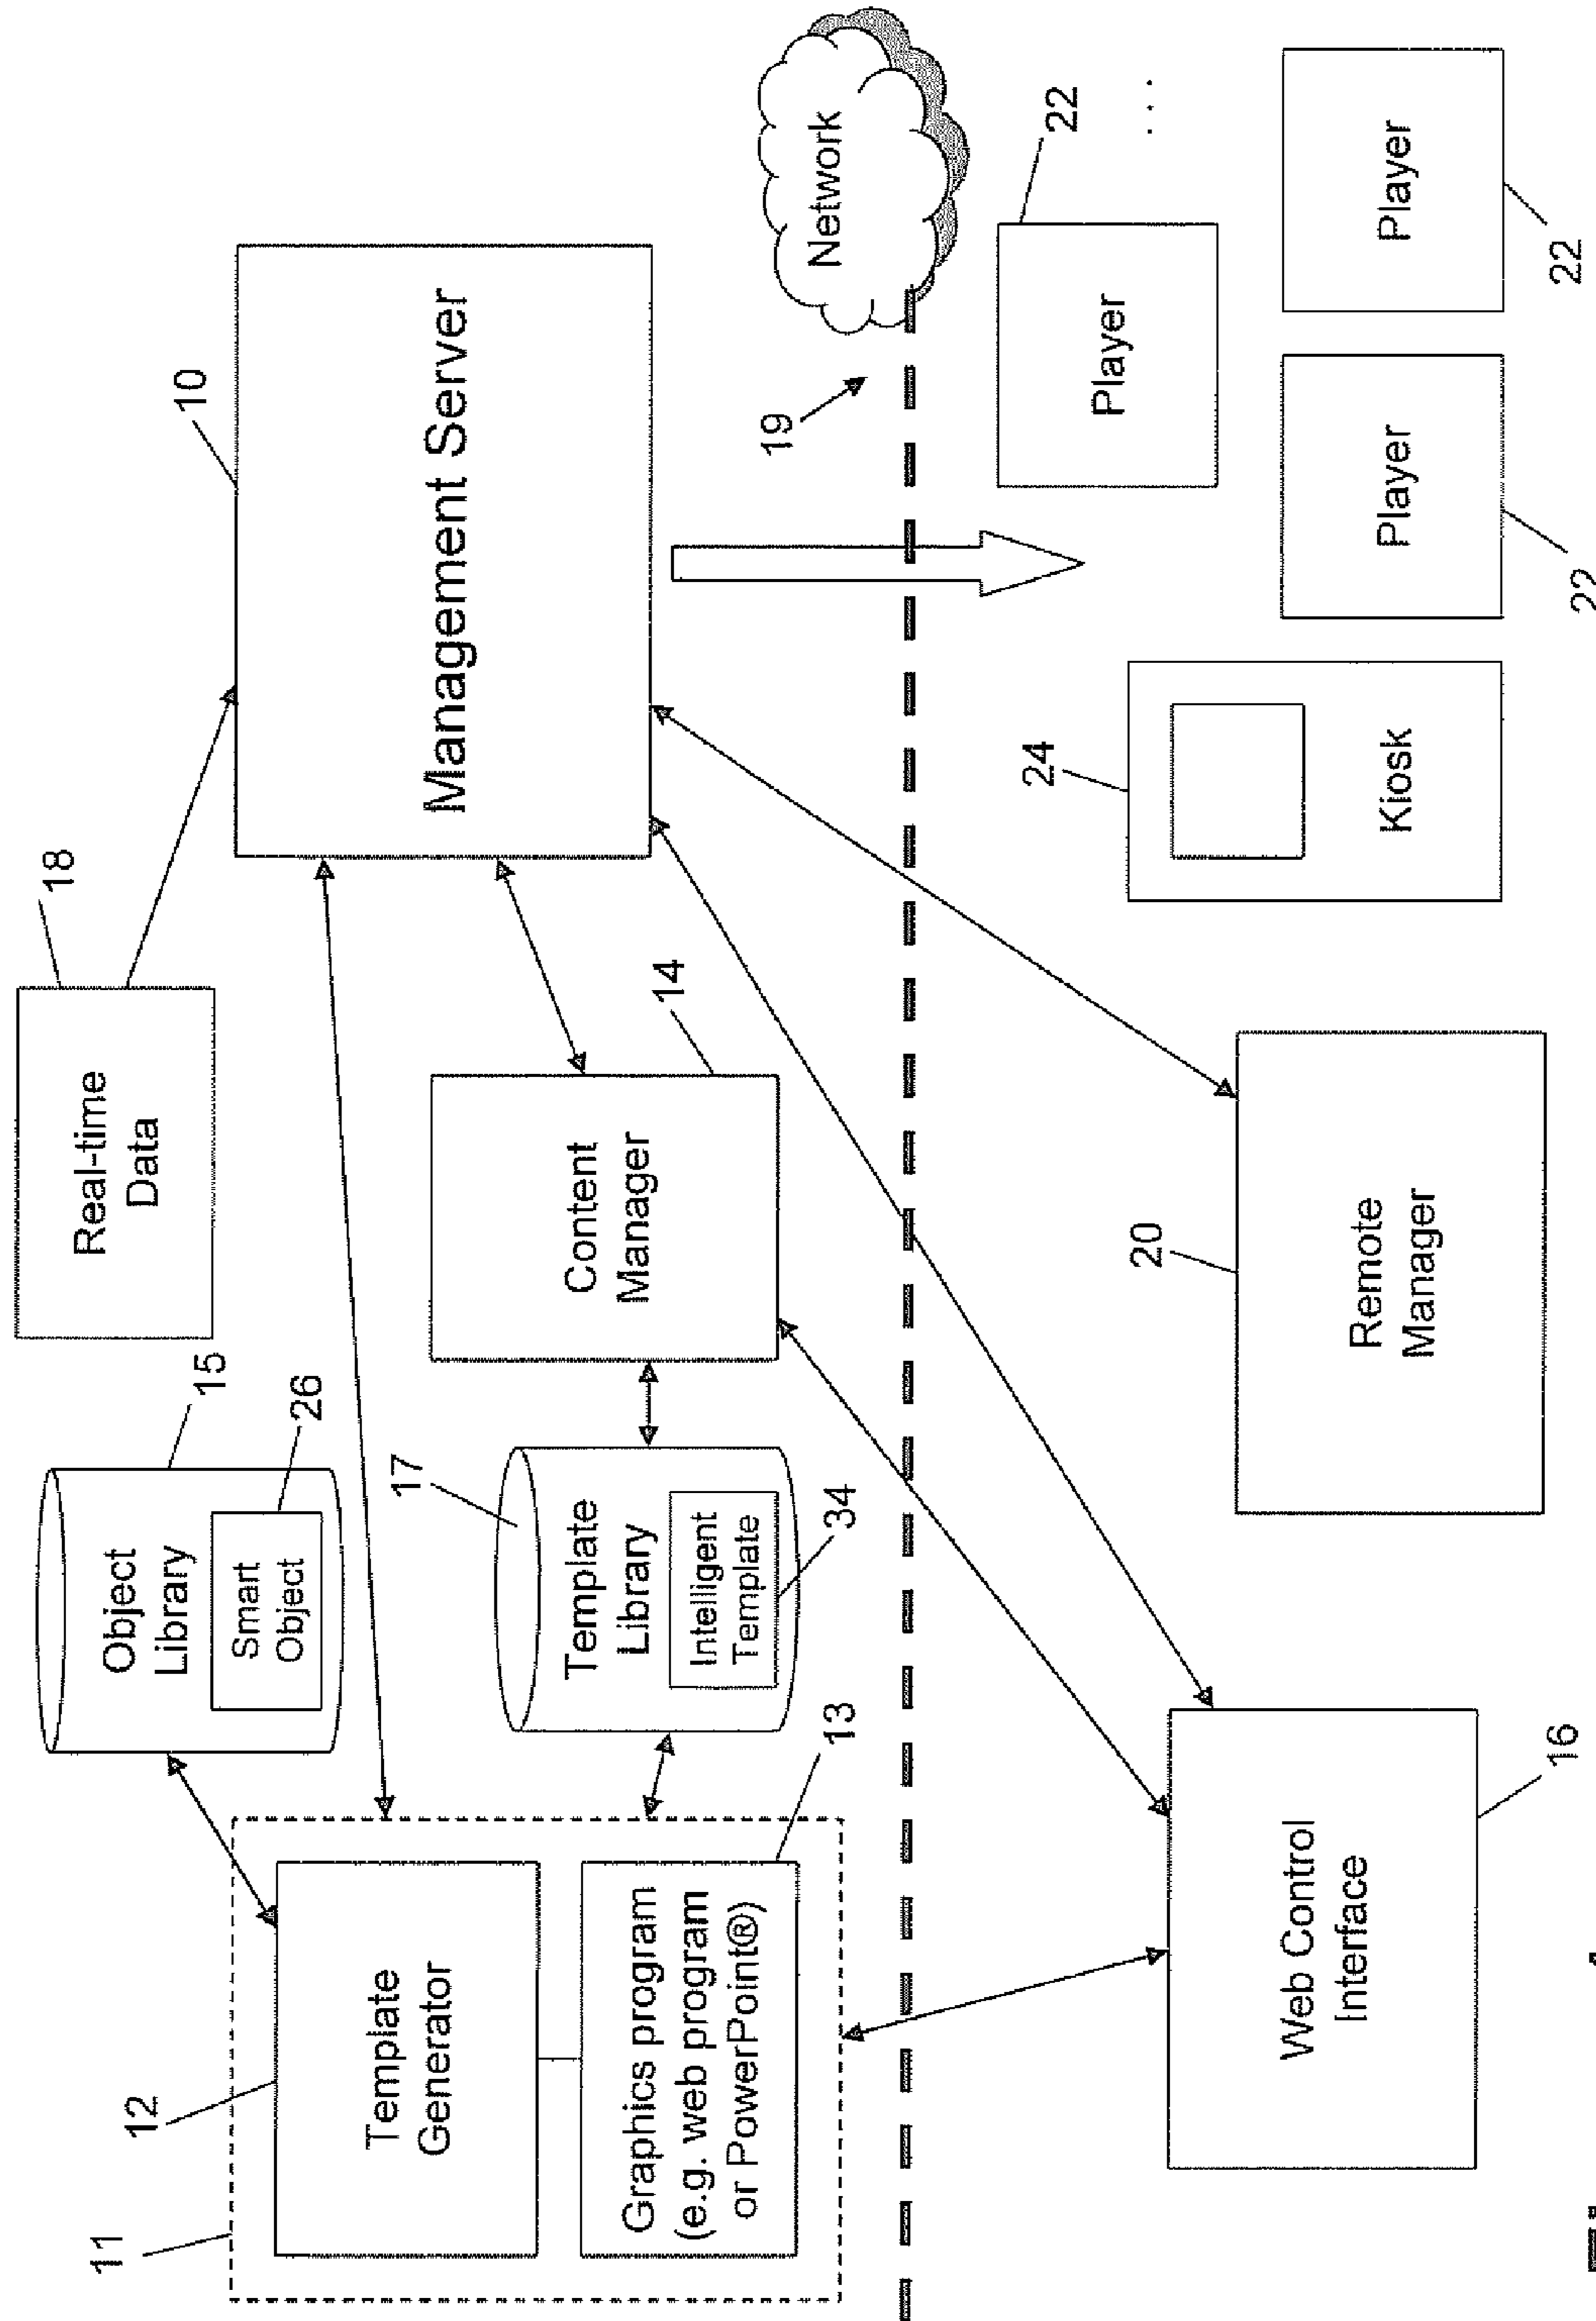 11
12
Template
Generator
Graphics program
(e.g. web program
or PowerPoint®)
13
Object
Library
Smart
Object
15
26
17
Template
Library
Intelligent
Template
34
Real-time
Data
18
Content
Manager
14
10
Management Server
19
Network
Web Control
Interface
16
20
Remote
Manager
24
Kiosk
Player
22
Player
22
Player
22
. . .